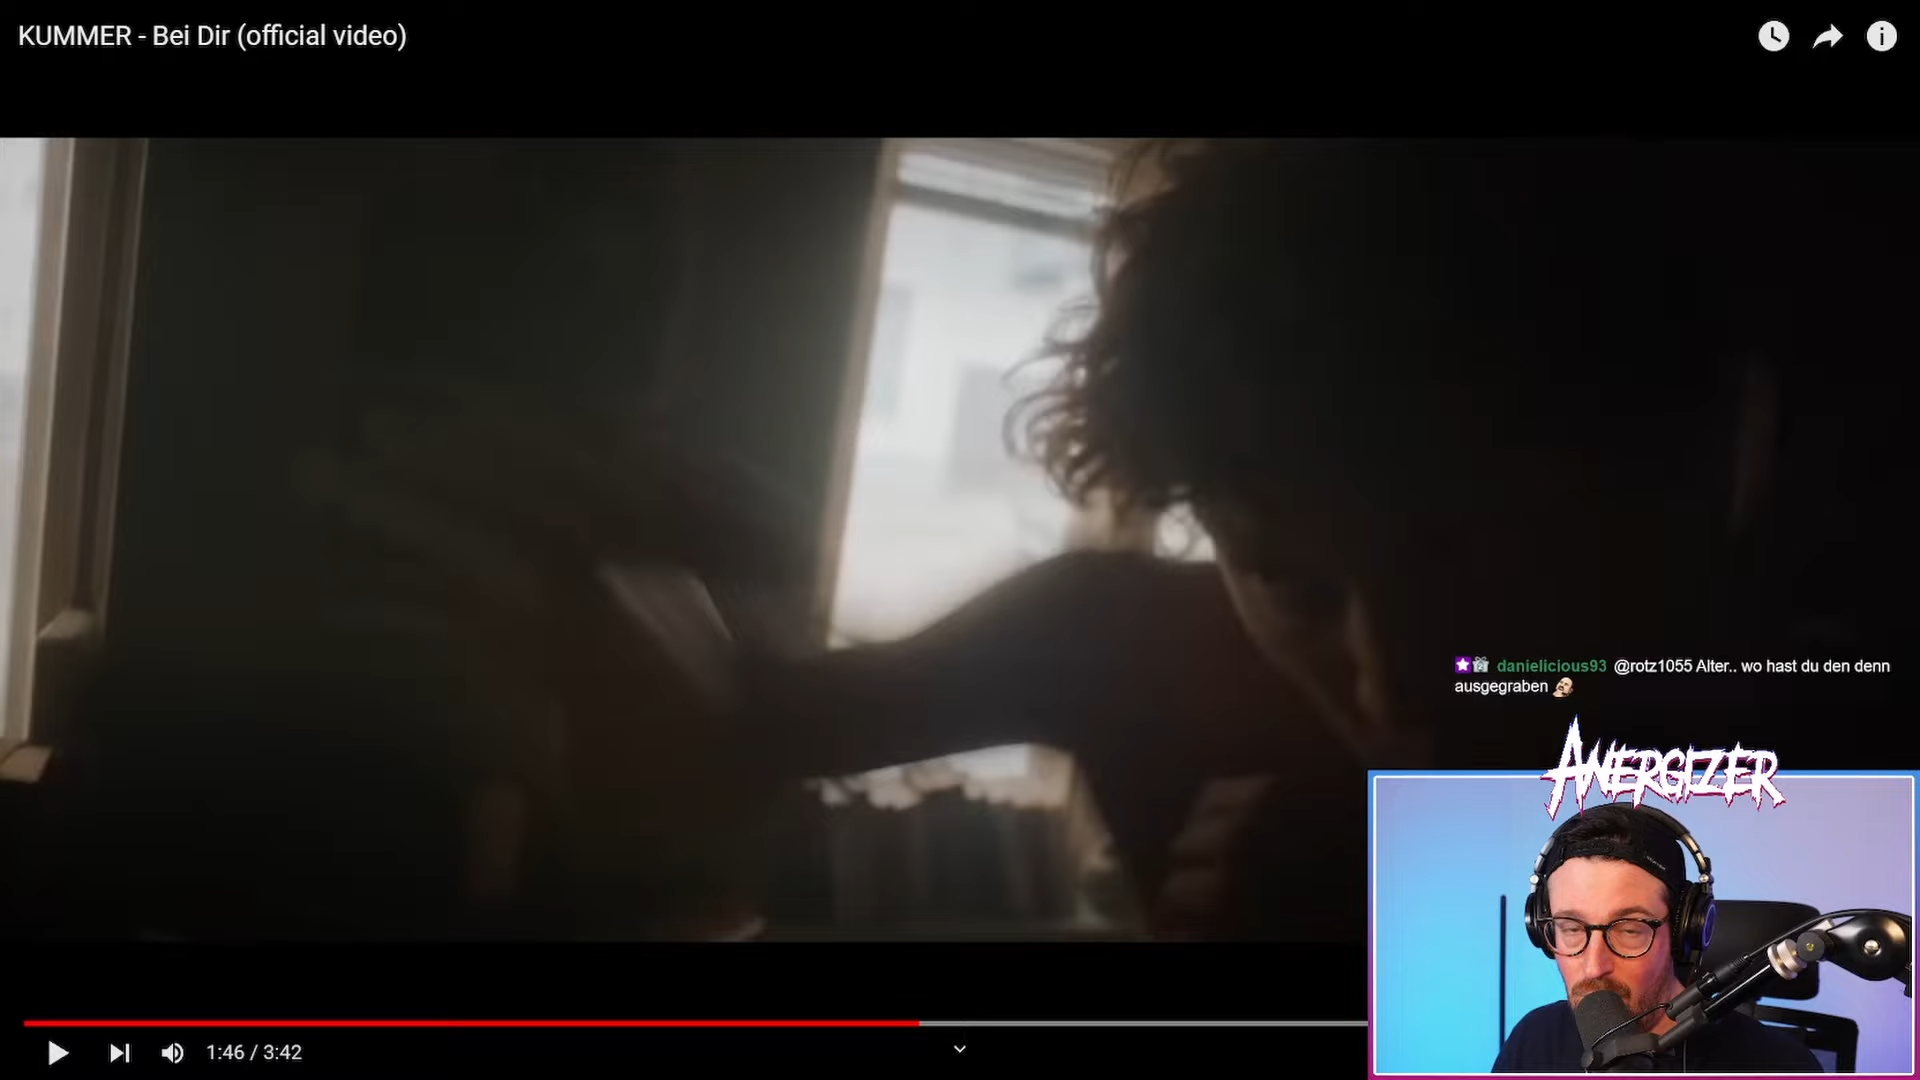 KUMMER - Bei Dir (official video)
danielicious93 @rotz1055 Alter.. wo hast du den denn
ausgegraben
ANERGIZER
1:46 / 3:42